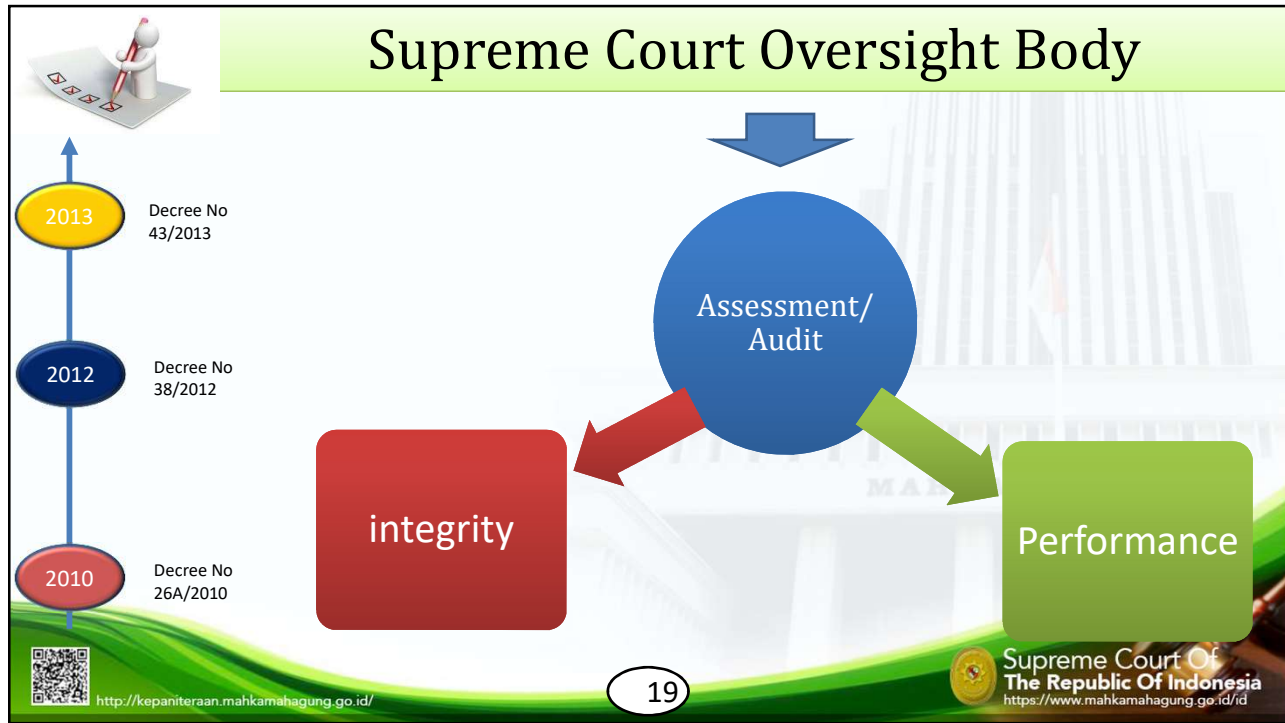 Supreme Court Oversight Body
2013
Decree No
43/2013
2012
Decree No
38/2012
2010
Decree No
26A/2010
Assessment/
Audit
integrity
Performance
MAH
http://kepaniteraan.mahkamahagung.go.id/
19
Supreme Court Of
The Republic Of Indonesia
https://www.mahkamahagung.go.id/id